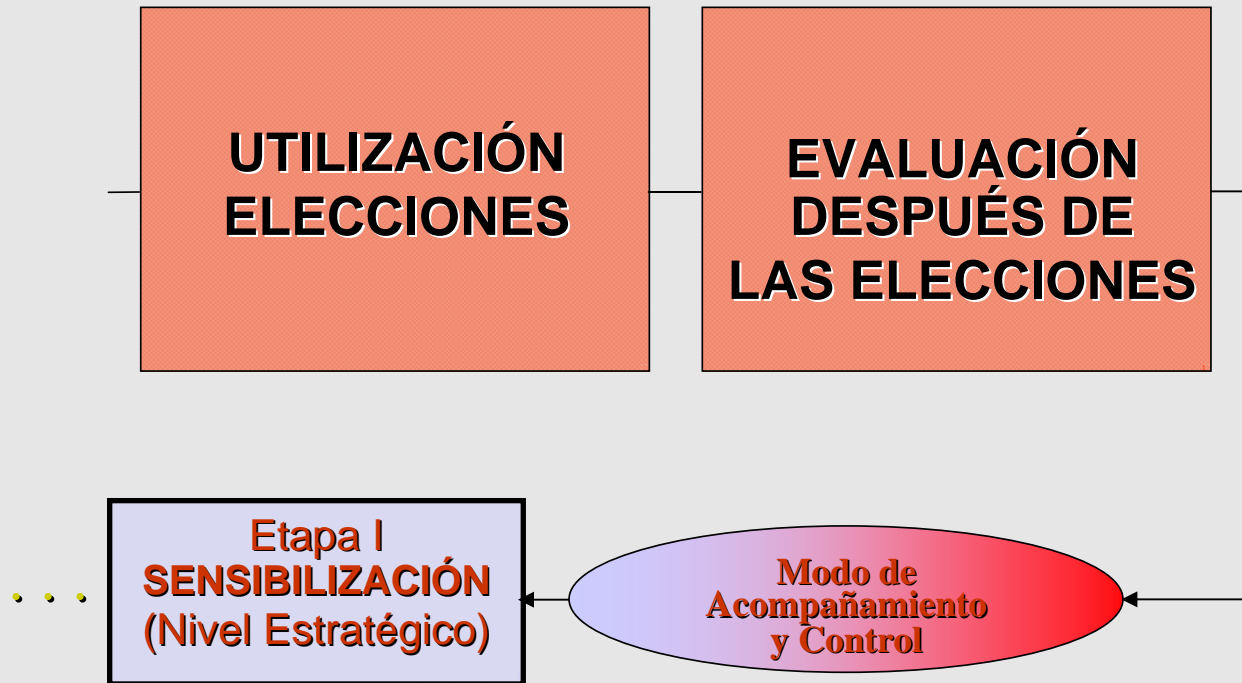 UTILIZACIÓN
ELECCIONES
EVALUACIÓN
DESPUÉS DE
LAS ELECCIONES
Etapa I
SENSIBILIZACIÓN
(Nivel Estratégico)
. . .
Modo de
Acompañamiento
y Control